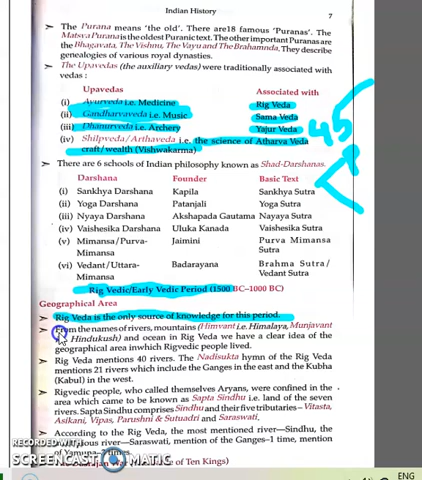 Indian History
7
➤ The Purana means 'the old'. There are18 famous 'Puranas'. The
Matsya Purana is the oldest Puranic text. The other important Puranas are
the Bhagavata, The Vishnu, The Vayu and The Brahamnda, They describe
genealogies of various royal dynasties.
➤ The Upavedas (the auxiliary vedas) were traditionally associated with
vedas :
Upavedas Associated with
(i) Ayurveda i.e. Medicine Rig Veda
(ii) Gandharvaveda i.e. Music Sama Veda
(iii) Dhanurveda i.e. Archery Yajur Veda
(iv) Shilpveda/Arthaveda i.e. the science of Atharva Veda
craft/wealth (Vishwakarma)
45
➤ There are 6 schools of Indian philosophy known as Shad-Darshanas.
Darshana Founder Basic Text
(i) Sankhya Darshana Kapila Sankhya Sutra
(ii) Yoga Darshana Patanjali Yoga Sutra
(iii) Nyaya Darshana Akshapada Gautama Nayaya Sutra
(iv) Vaishesika Darshana Uluka Kanada Vaishesika Sutra
(v) Mimansa/Purva- Jaimini Purva Mimansa
Mimansa Sutra
(vi) Vedant/Uttara- Badarayana Brahma Sutra/
Mimansa Vedant Sutra
Rig Vedic/Early Vedic Period (1500 BC–1000 BC)
Geographical Area
➤ Rig Veda is the only source of knowledge for this period.
➤ From the names of rivers, mountains (Himvant i.e. Himalaya, Munjavant
Hindukush) and ocean in Rig Veda we have a clear idea of the
geographical area inwhich Rigvedic people lived.
➤ Rig Veda mentions 40 rivers. The Nadisukta hymn of the Rig Veda
mentions 21 rivers which include the Ganges in the east and the Kubha
(Kabul) in the west.
➤ Rigvedic people, who called themselves Aryans, were confined in the
area which came to be known as Sapta Sindhu i.e. land of the seven
rivers. Sapta Sindhu comprises Sindhu and their five tributaries – Vitasta,
Asikani, Vipas, Parushni & Sutuadri and Saraswati.
➤ According to the Rig Veda, the most mentioned river—Sindhu, the
river—Saraswati, mention of the Ganges—1 time, mention
of Yamuna—3 times.
of Ten Kings)
RECORDED WITH
SCREENCAST MATIC